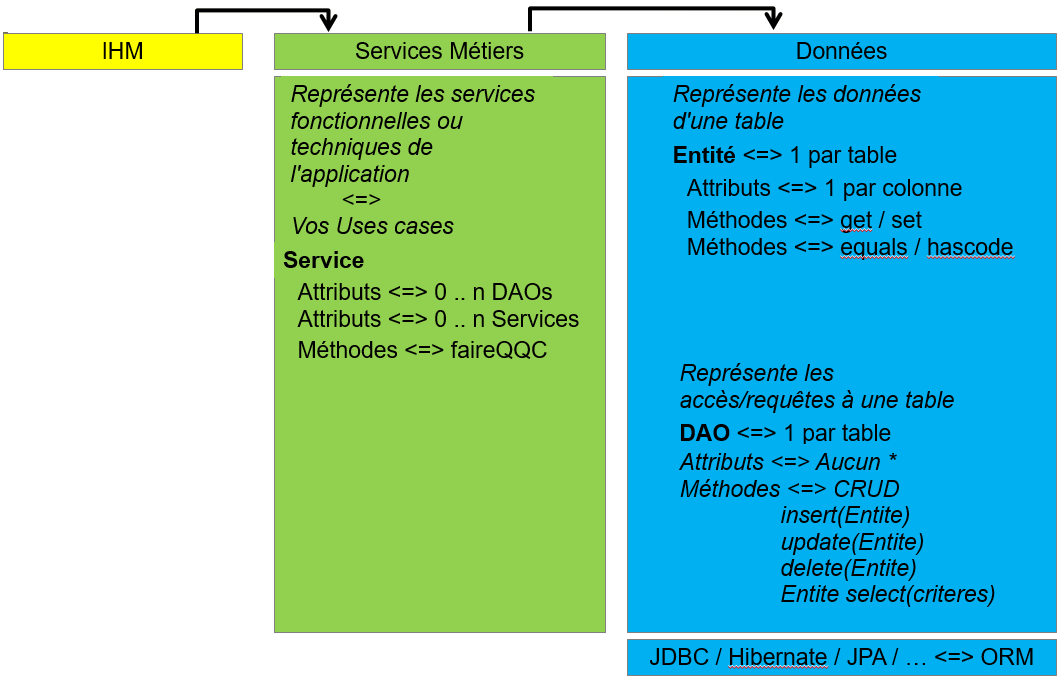 IHM
Services Métiers
Données
Représente les services
fonctionnelles ou
techniques de
l'application
<=>
Vos Uses cases
Service
Attributs <=> 0 .. n DAOs
Attributs <=> 0 .. n Services
Méthodes <=> faireQQC
Représente les données
d'une table
Entité <=> 1 par table
Attributs <=> 1 par colonne
Méthodes <=> get / set
Méthodes <=> equals / hascode
Représente les
accès/requêtes à une table
DAO <=> 1 par table
Attributs <=> Aucun *
Méthodes <=> CRUD
insert(Entite)
update(Entite)
delete(Entite)
Entite select(criteres)
JDBC / Hibernate / JPA / … <=> ORM